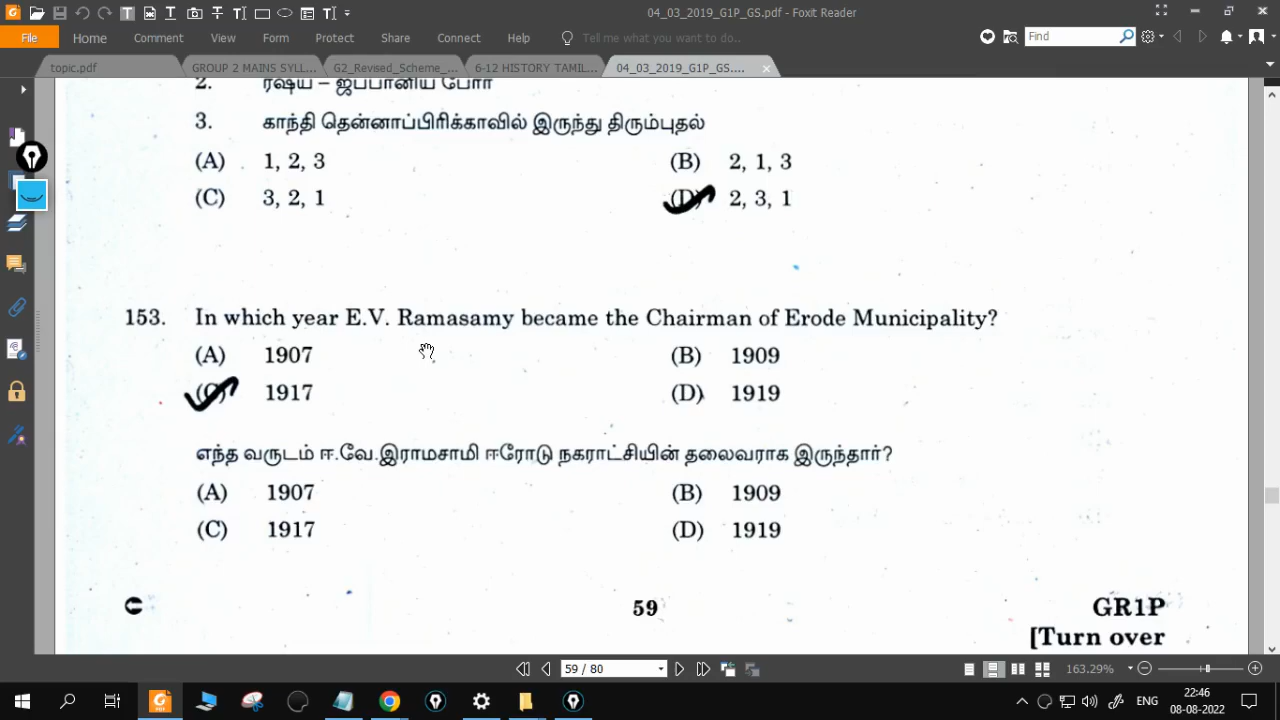 04_03_2019_G1P_GS.pdf - Foxit Reader
File Home Comment View Form Protect Share Connect Help Tell me what you want to do.. Find
topic.pdf GROUP 2 MAINS SYLL... G2_Revised_Scheme_... 6-12 HISTORY TAMIL... 04_03_2019_G1P_GS....
2. ரஷ்ய – ஜப்பானிய போர்
3. காந்தி தென்னாப்பிரிக்காவில் இருந்து திரும்புதல்
(A) 1, 2, 3 (B) 2, 1, 3
(C) 3, 2, 1 (D) 2, 3, 1
153. In which year E.V. Ramasamy became the Chairman of Erode Municipality?
(A) 1907 (B) 1909
(C) 1917 (D) 1919
எந்த வருடம் ஈ.வே.இராமசாமி ஈரோடு நகராட்சியின் தலைவராக இருந்தார்?
(A) 1907 (B) 1909
(C) 1917 (D) 1919
59 GR1P
[Turn over
59 / 80 163.29%
ENG 22:46
08-08-2022